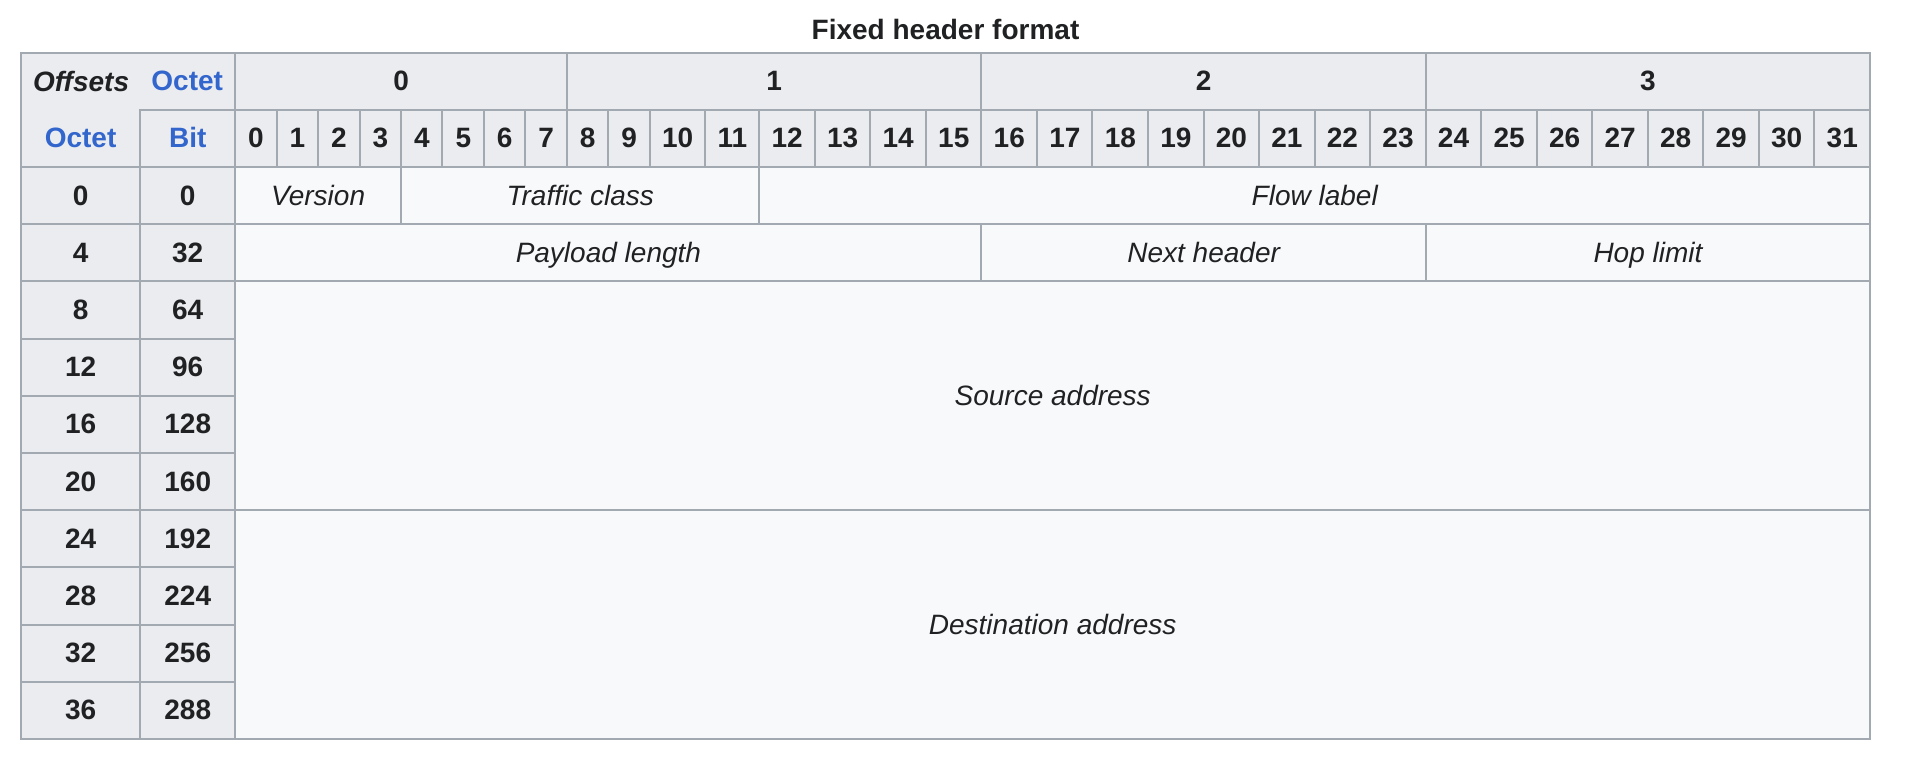 Fixed header format
Offsets Octet 0 1 2 3
Octet Bit 0 1 2 3 4 5 6 7 8 9 10 11 12 13 14 15 16 17 18 19 20 21 22 23 24 25 26 27 28 29 30 31
0 0 Version Traffic class Flow label
4 32 Payload length Next header Hop limit
8 64
12 96
Source address
16 128
20 160
24 192
28 224
Destination address
32 256
36 288